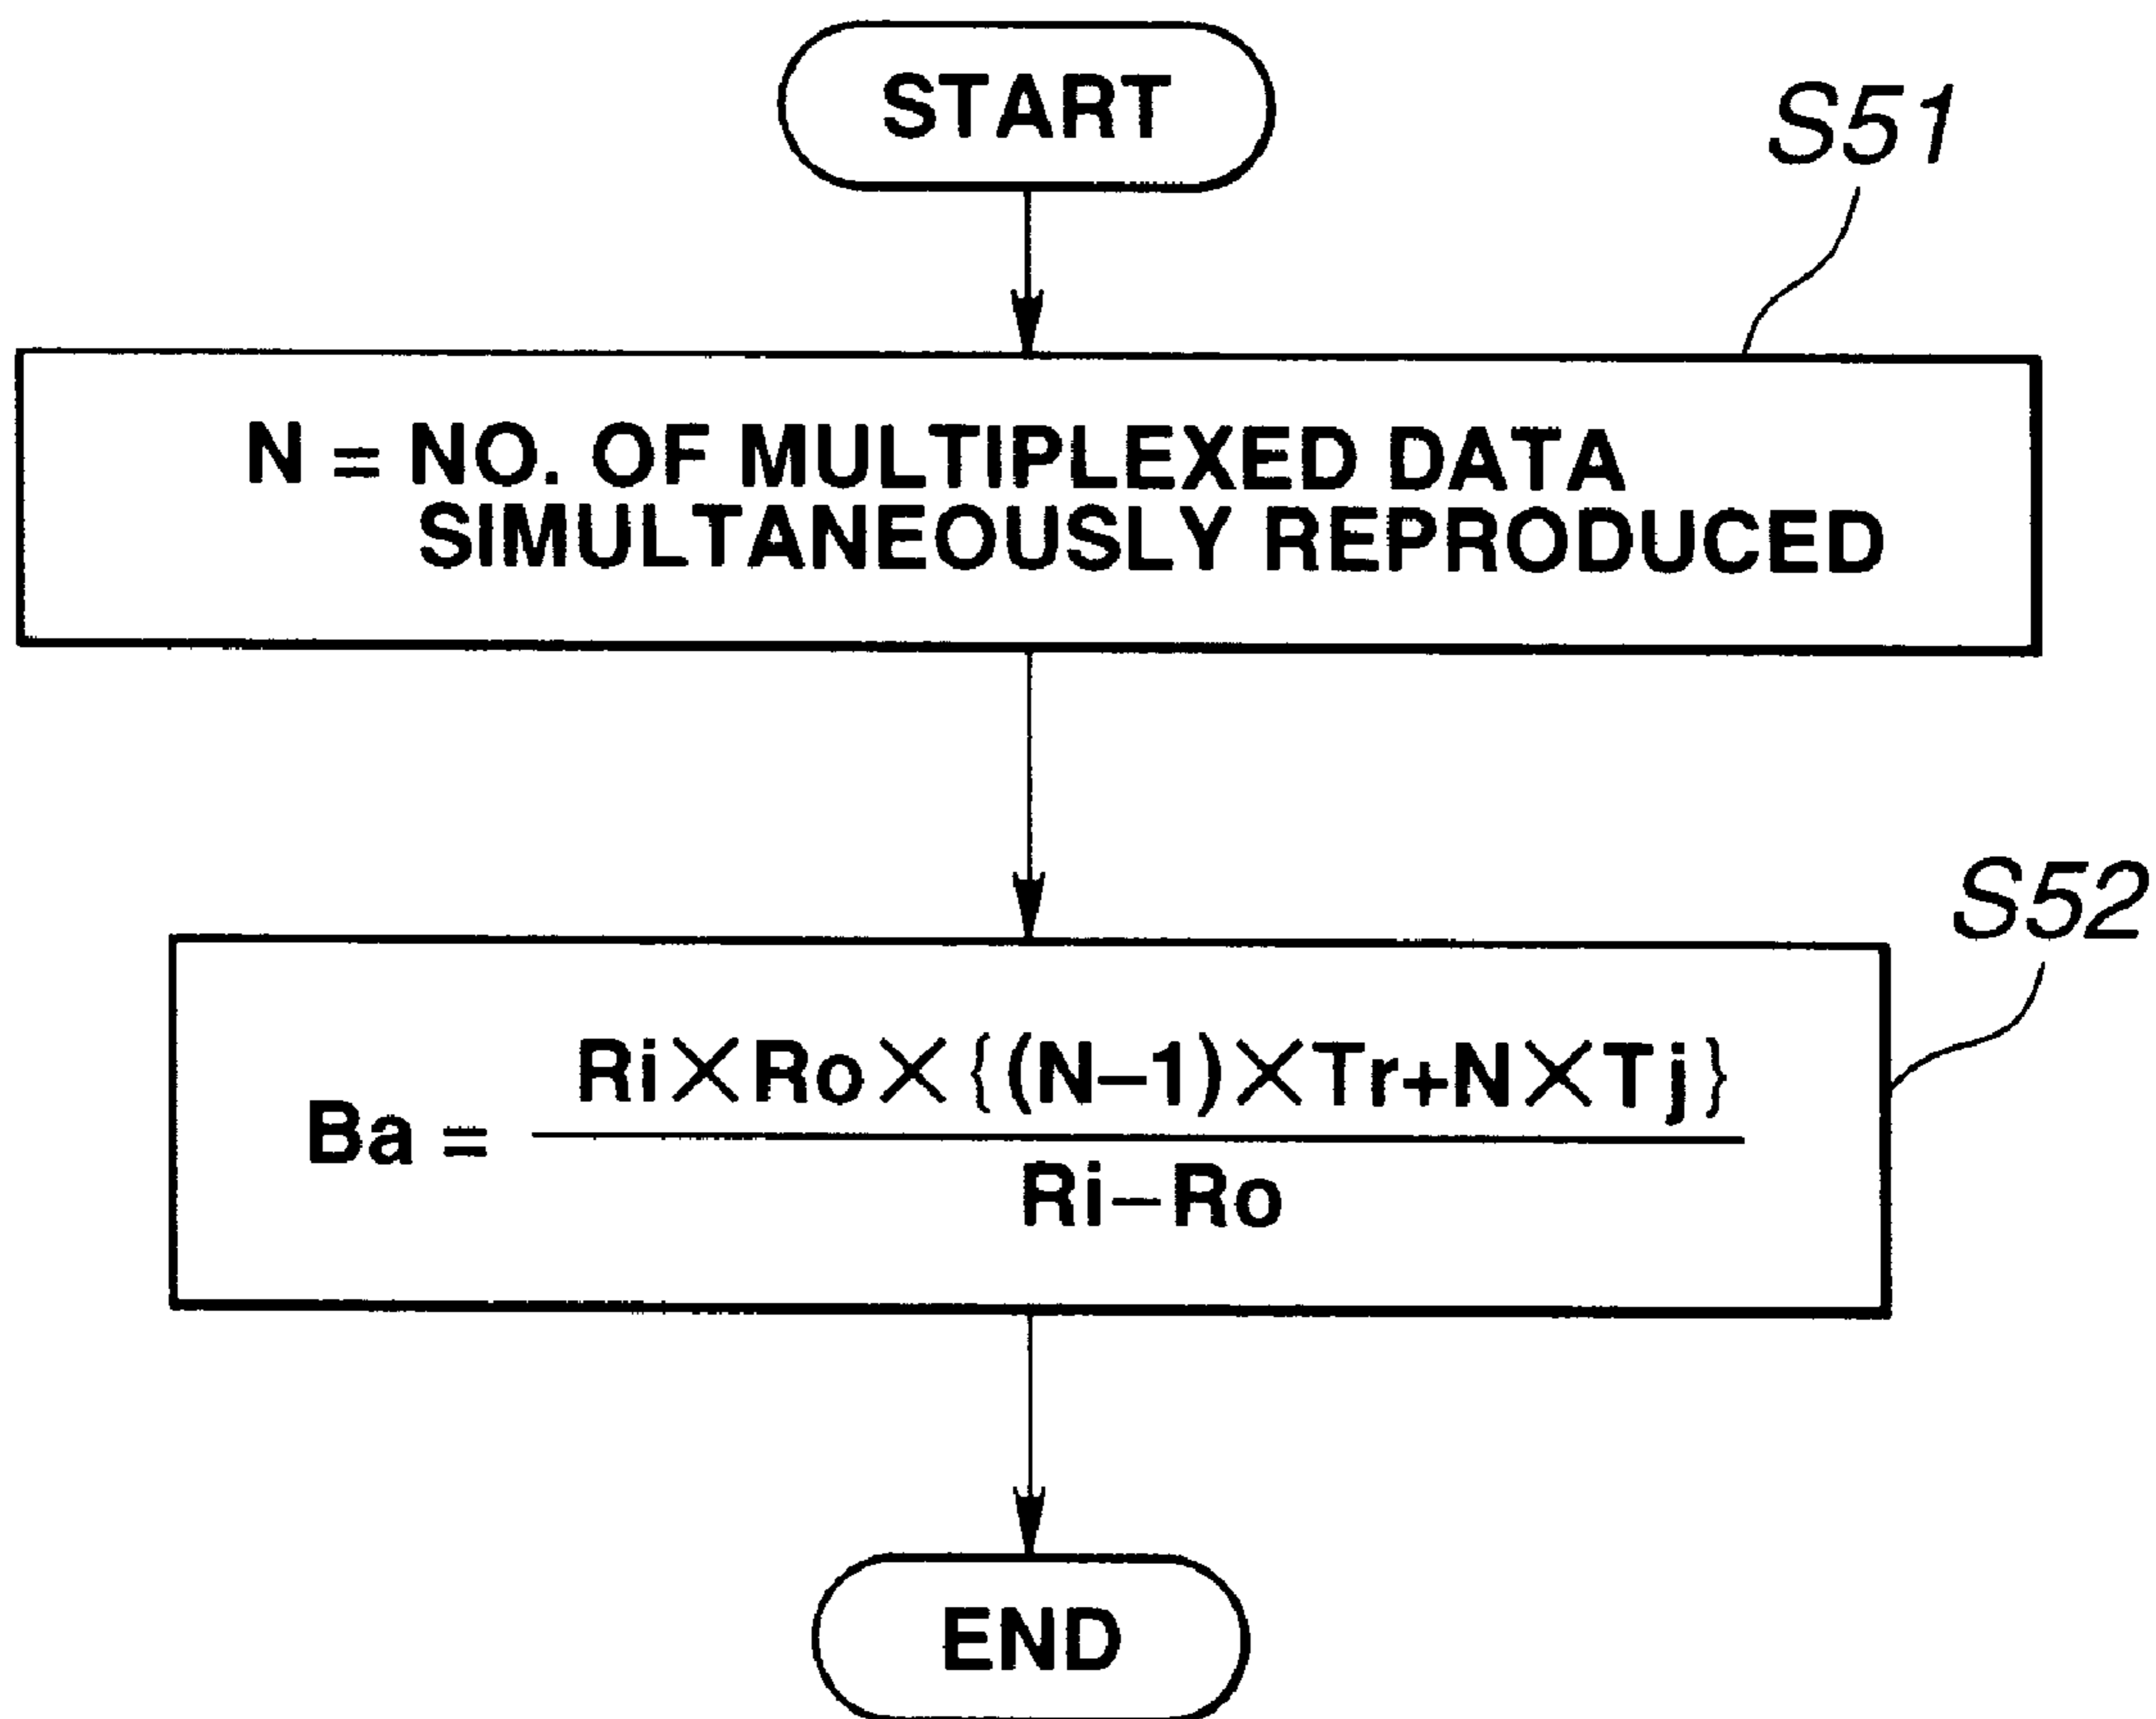 START
S51
N = NO. OF MULTIPLEXED DATA
SIMULTANEOUSLY REPRODUCED
S52
Ba = Ri×Ro×{(N−1)×Tr+N×Tj}
Ri−Ro
END